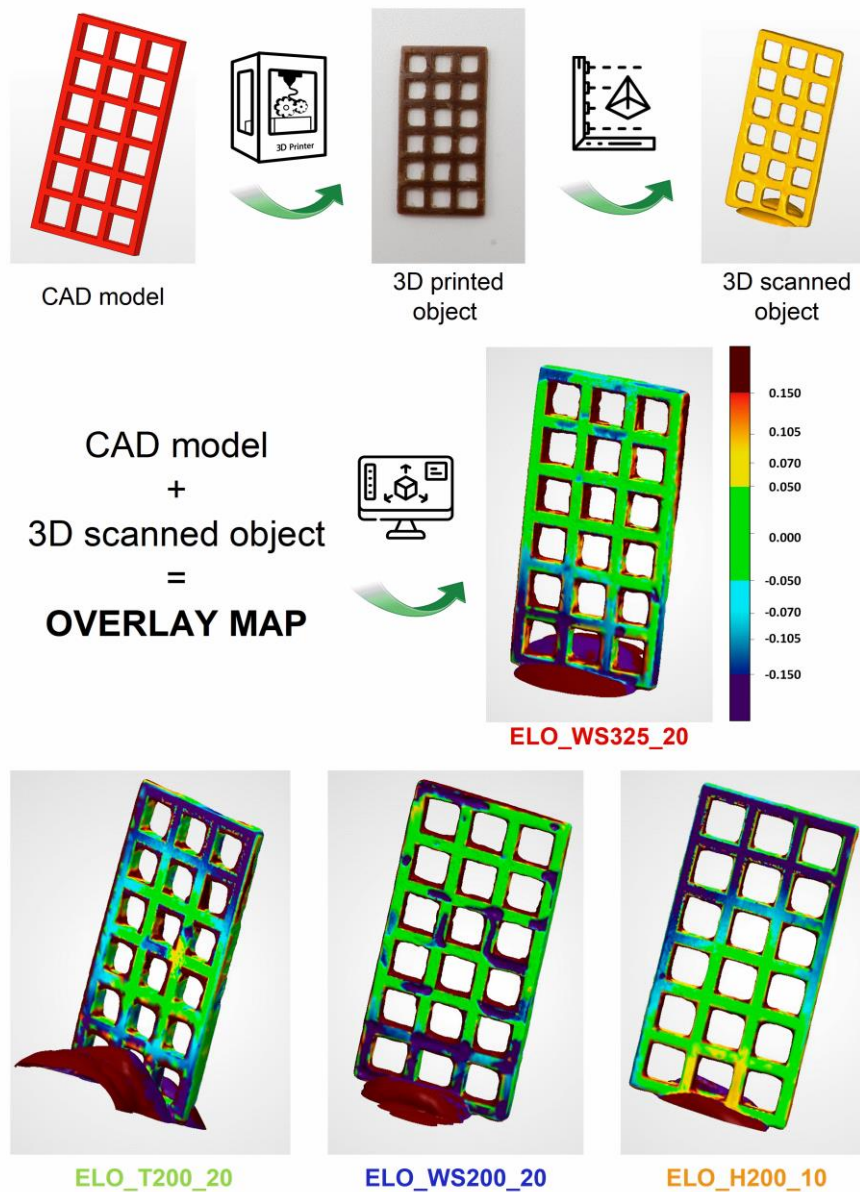 3D Printer
CAD model
3D printed
object
3D scanned
object
CAD model
+
3D scanned object
=
OVERLAY MAP
0.150
0.105
0.070
0.050
0.000
-0.050
-0.070
-0.105
-0.150
ELO_WS325_20
ELO_T200_20
ELO_WS200_20
ELO_H200_10